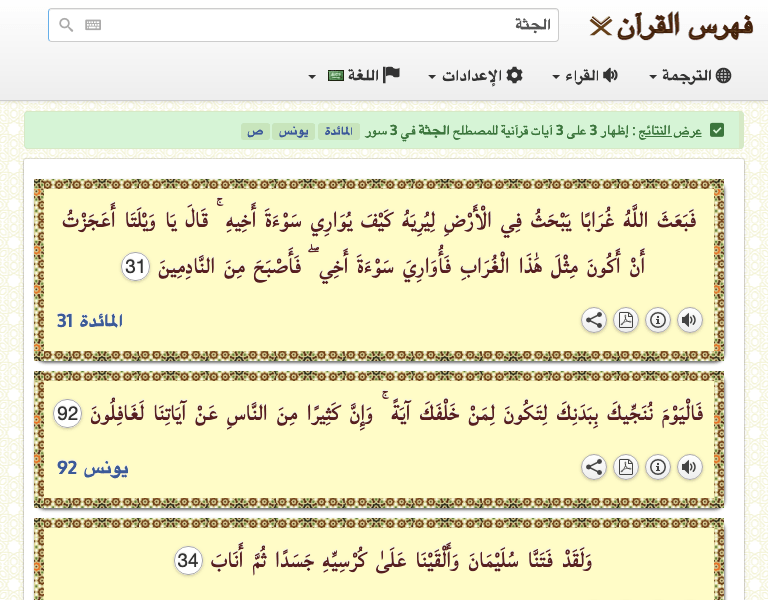 فهرس القرآن
الجثة
الترجمة
القراء
الإعدادات
اللغة
عرض النتائج : إظهار 3 على 3 آيات قرآنية للمصطلح الجثة في 3 سور المائدة يونس ص
فَبَعَثَ اللَّهُ غُرَابًا يَبْحَثُ فِي الْأَرْضِ لِيُرِيَهُ كَيْفَ يُوَارِي سَوْءَةَ أَخِيهِ ۚ قَالَ يَا وَيْلَتَا أَعَجَزْتُ
أَنْ أَكُونَ مِثْلَ هَٰذَا الْغُرَابِ فَأُوَارِيَ سَوْءَةَ أَخِي ۖ فَأَصْبَحَ مِنَ النَّادِمِينَ 31
المائدة 31
فَالْيَوْمَ نُنَجِّيكَ بِبَدَنِكَ لِتَكُونَ لِمَنْ خَلْفَكَ آيَةً ۚ وَإِنَّ كَثِيرًا مِنَ النَّاسِ عَنْ آيَاتِنَا لَغَافِلُونَ 92
يونس 92
وَلَقَدْ فَتَنَّا سُلَيْمَانَ وَأَلْقَيْنَا عَلَىٰ كُرْسِيِّهِ جَسَدًا ثُمَّ أَنَابَ 34